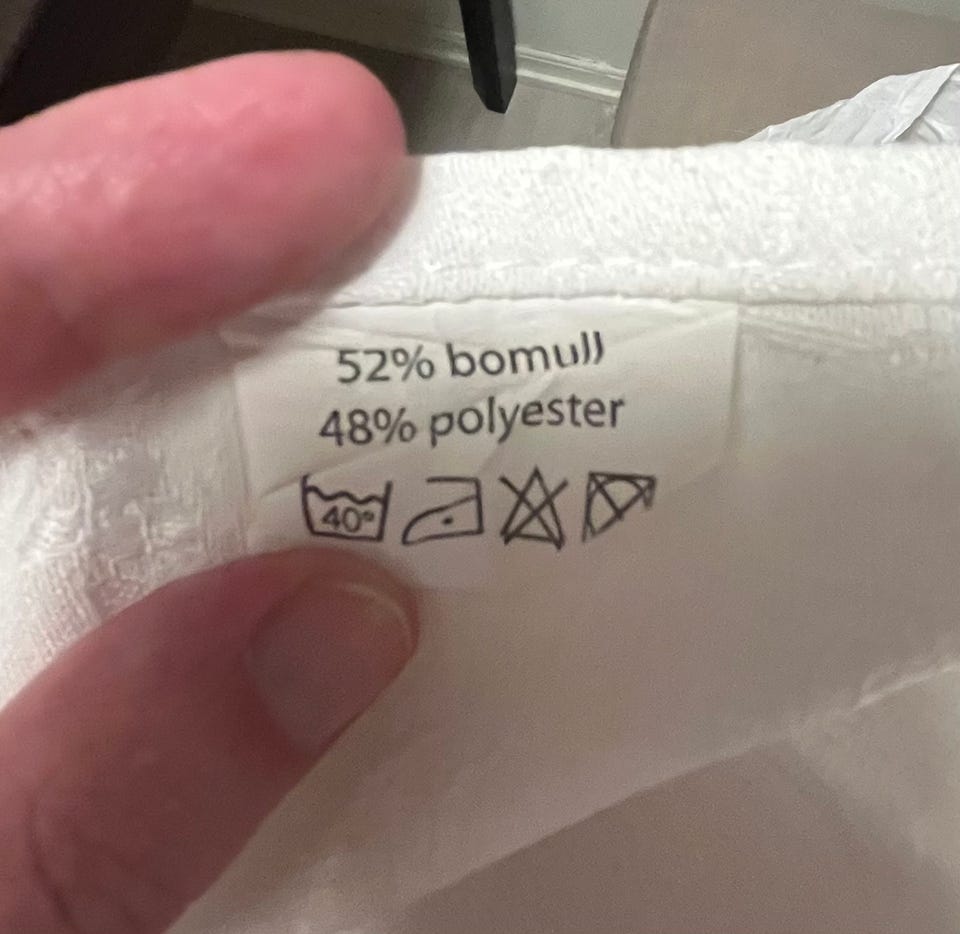 52% bomull
48% polyester
40°